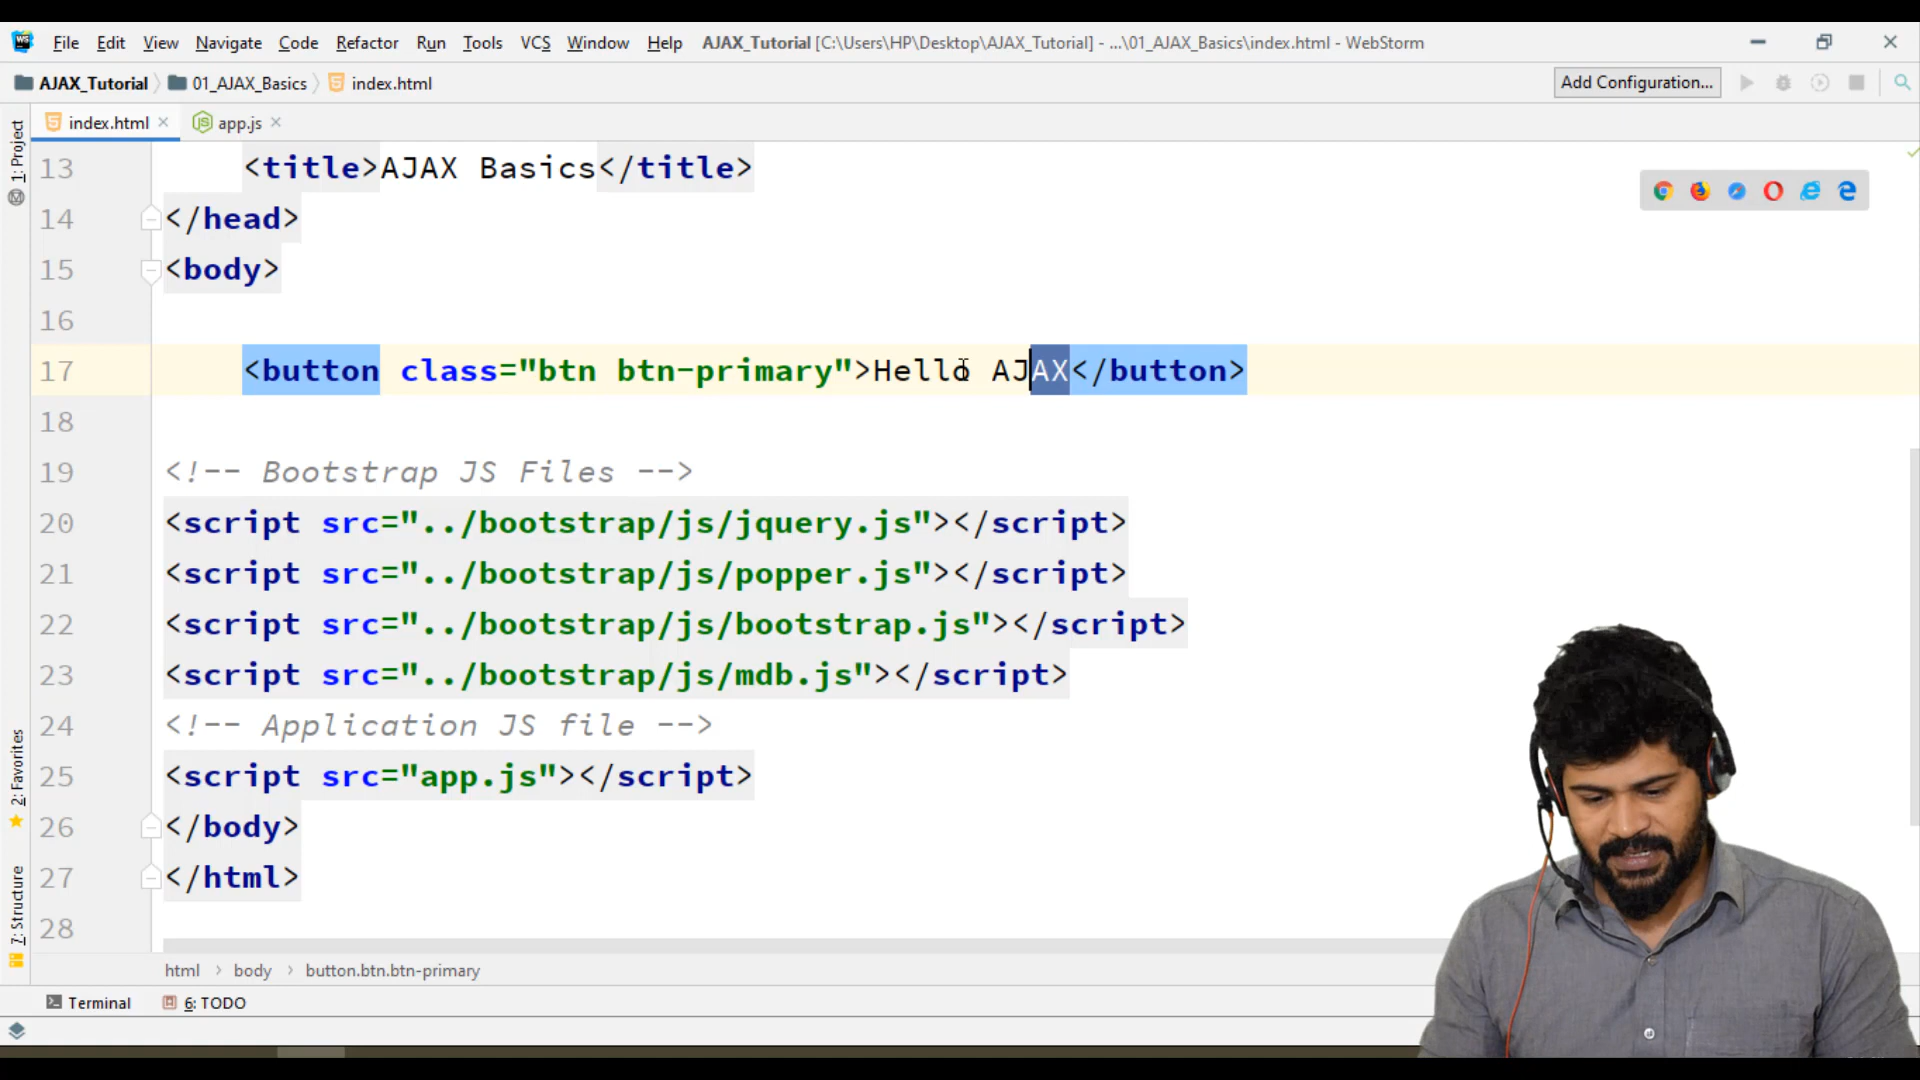 WS File Edit View Navigate Code Refactor Run Tools VCS Window Help AJAX_Tutorial [C:\Users\HP\Desktop\AJAX_Tutorial] - ...\01_AJAX_Basics\index.html - WebStorm
AJAX_Tutorial 01_AJAX_Basics index.html Add Configuration...
index.html app.js
1: Project
13 <title>AJAX Basics</title>
14 </head>
15 <body>
16
17 <button class="btn btn-primary">Hello AJAX</button>
18
19 <!-- Bootstrap JS Files -->
20 <script src="../bootstrap/js/jquery.js"></script>
21 <script src="../bootstrap/js/popper.js"></script>
22 <script src="../bootstrap/js/bootstrap.js"></script>
23 <script src="../bootstrap/js/mdb.js"></script>
24 <!-- Application JS file -->
25 <script src="app.js"></script>
26 </body>
27 </html>
28
2: Favorites
7: Structure
html › body › button.btn.btn-primary
Terminal 6: TODO